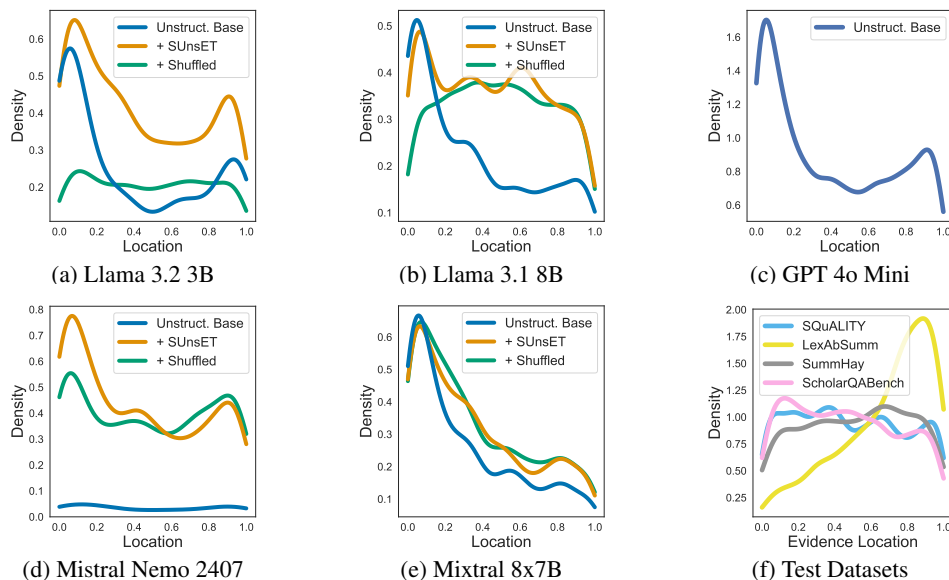 Unstruct. Base
+ SUnsET
+ Shuffled
Density
0.6
0.5
0.4
0.3
0.2
0.0 0.2 0.4 0.6 0.8 1.0
Location
(a) Llama 3.2 3B
Unstruct. Base
+ SUnsET
+ Shuffled
Density
0.5
0.4
0.3
0.2
0.1
0.0 0.2 0.4 0.6 0.8 1.0
Location
(b) Llama 3.1 8B
Unstruct. Base
Density
1.6
1.4
1.2
1.0
0.8
0.6
0.0 0.2 0.4 0.6 0.8 1.0
Location
(c) GPT 4o Mini
Unstruct. Base
+ SUnsET
+ Shuffled
Density
0.8
0.7
0.6
0.5
0.4
0.3
0.2
0.1
0.0
0.0 0.2 0.4 0.6 0.8 1.0
Location
(d) Mistral Nemo 2407
Unstruct. Base
+ SUnsET
+ Shuffled
Density
0.6
0.5
0.4
0.3
0.2
0.1
0.0 0.2 0.4 0.6 0.8 1.0
Location
(e) Mixtral 8x7B
SQuALITY
LexAbSumm
SummHay
ScholarQABench
Density
2.00
1.75
1.50
1.25
1.00
0.75
0.50
0.25
0.0 0.2 0.4 0.6 0.8 1.0
Evidence Location
(f) Test Datasets